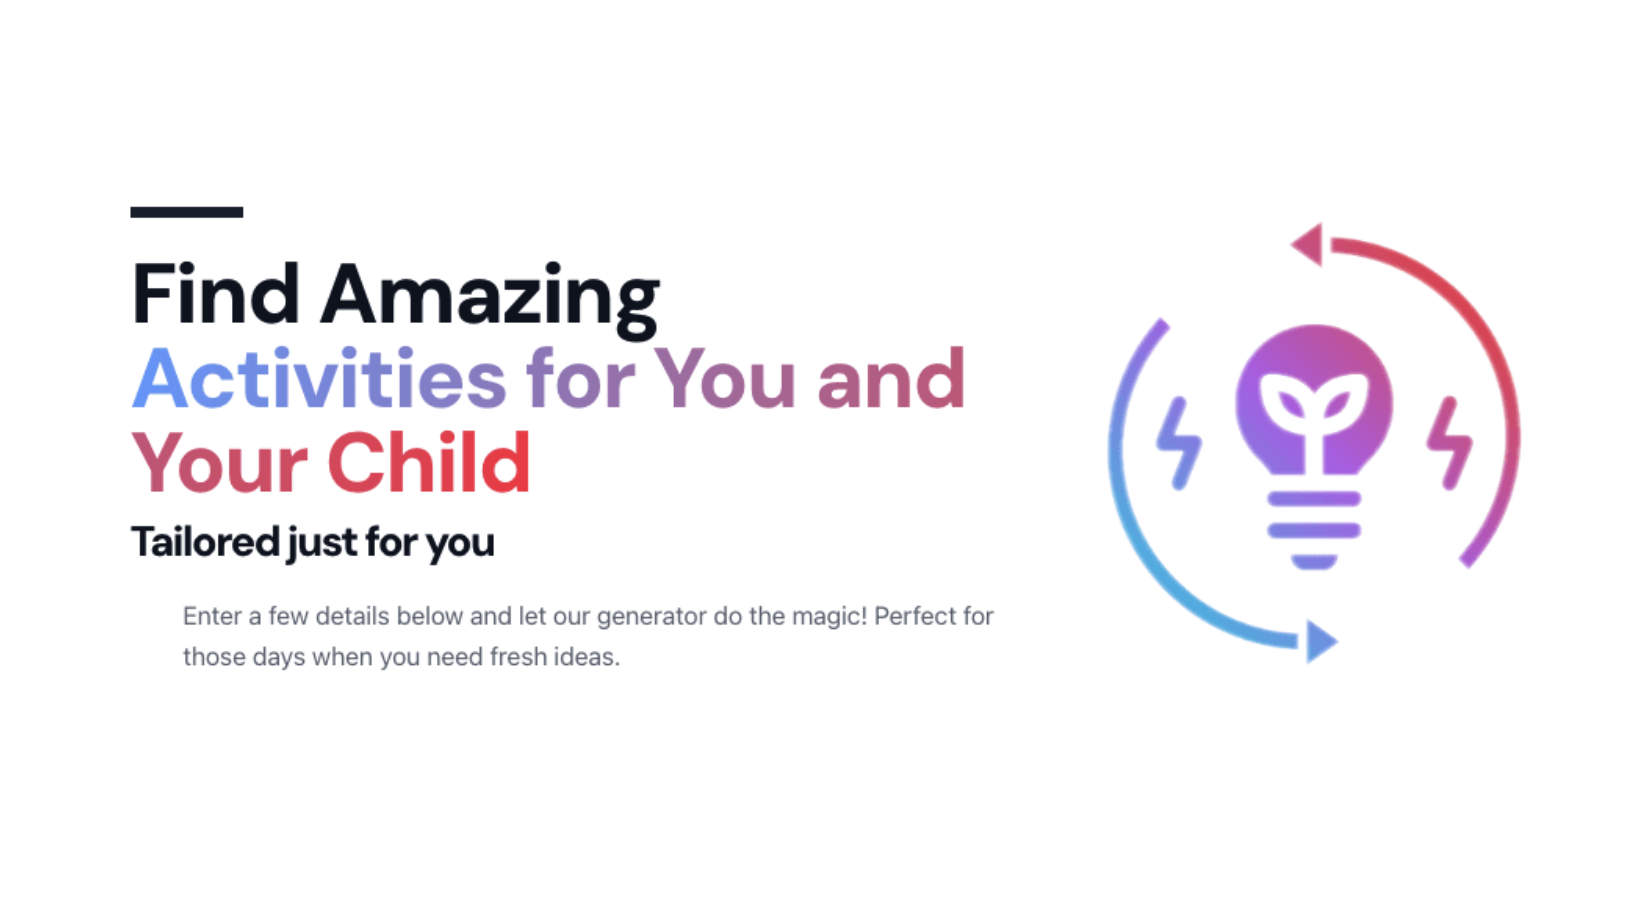 Find Amazing
Activities for You and
Your Child
Tailored just for you
Enter a few details below and let our generator do the magic! Perfect for
those days when you need fresh ideas.